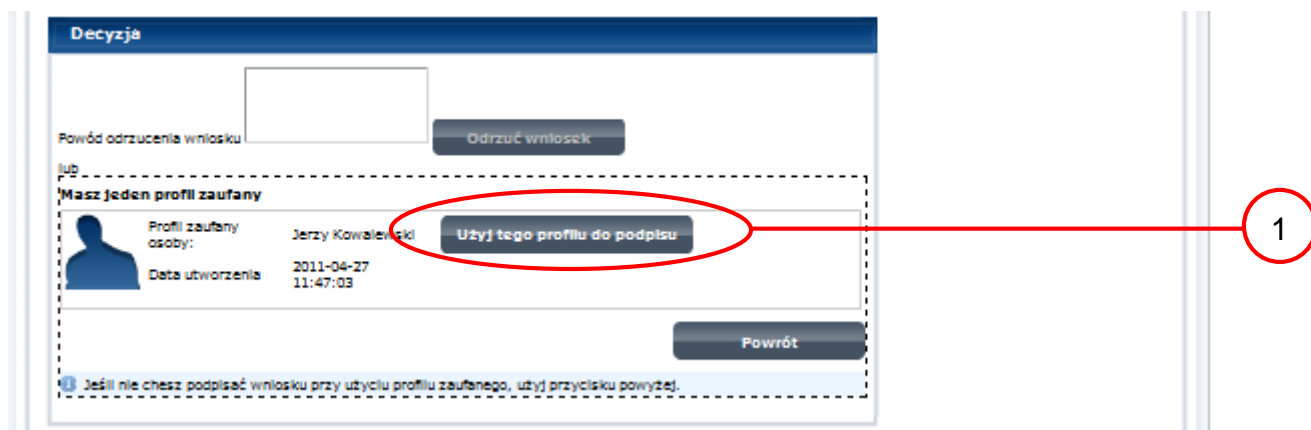 Decyzja
Powód odrzucenia wniosku
Odrzuć wniosek
lub
Masz jeden profil zaufany
Profil zaufany osoby:
Jerzy Kowalewski
Użyj tego profilu do podpisu
1
Data utworzenia
2011-04-27
11:47:03
Powrót
Jeśli nie chesz podpisać wniosku przy użyciu profilu zaufanego, użyj przycisku powyżej.